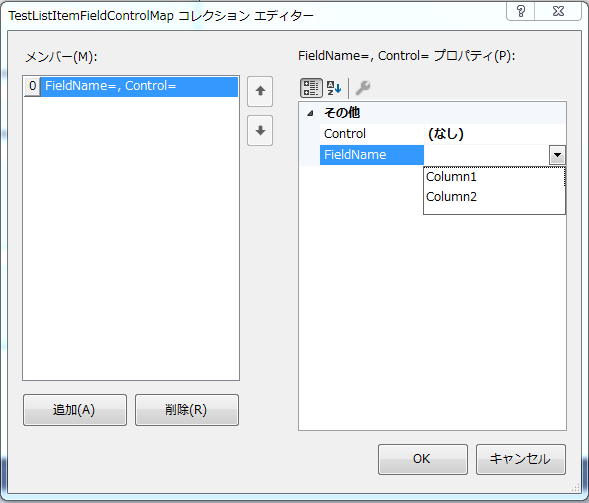 TestListItemFieldControlMap コレクション エディター
メンバー(M):
0 FieldName=, Control=
追加(A)
削除(R)
FieldName=, Control= プロパティ(P):
その他
Control (なし)
FieldName
Column1
Column2
OK
キャンセル